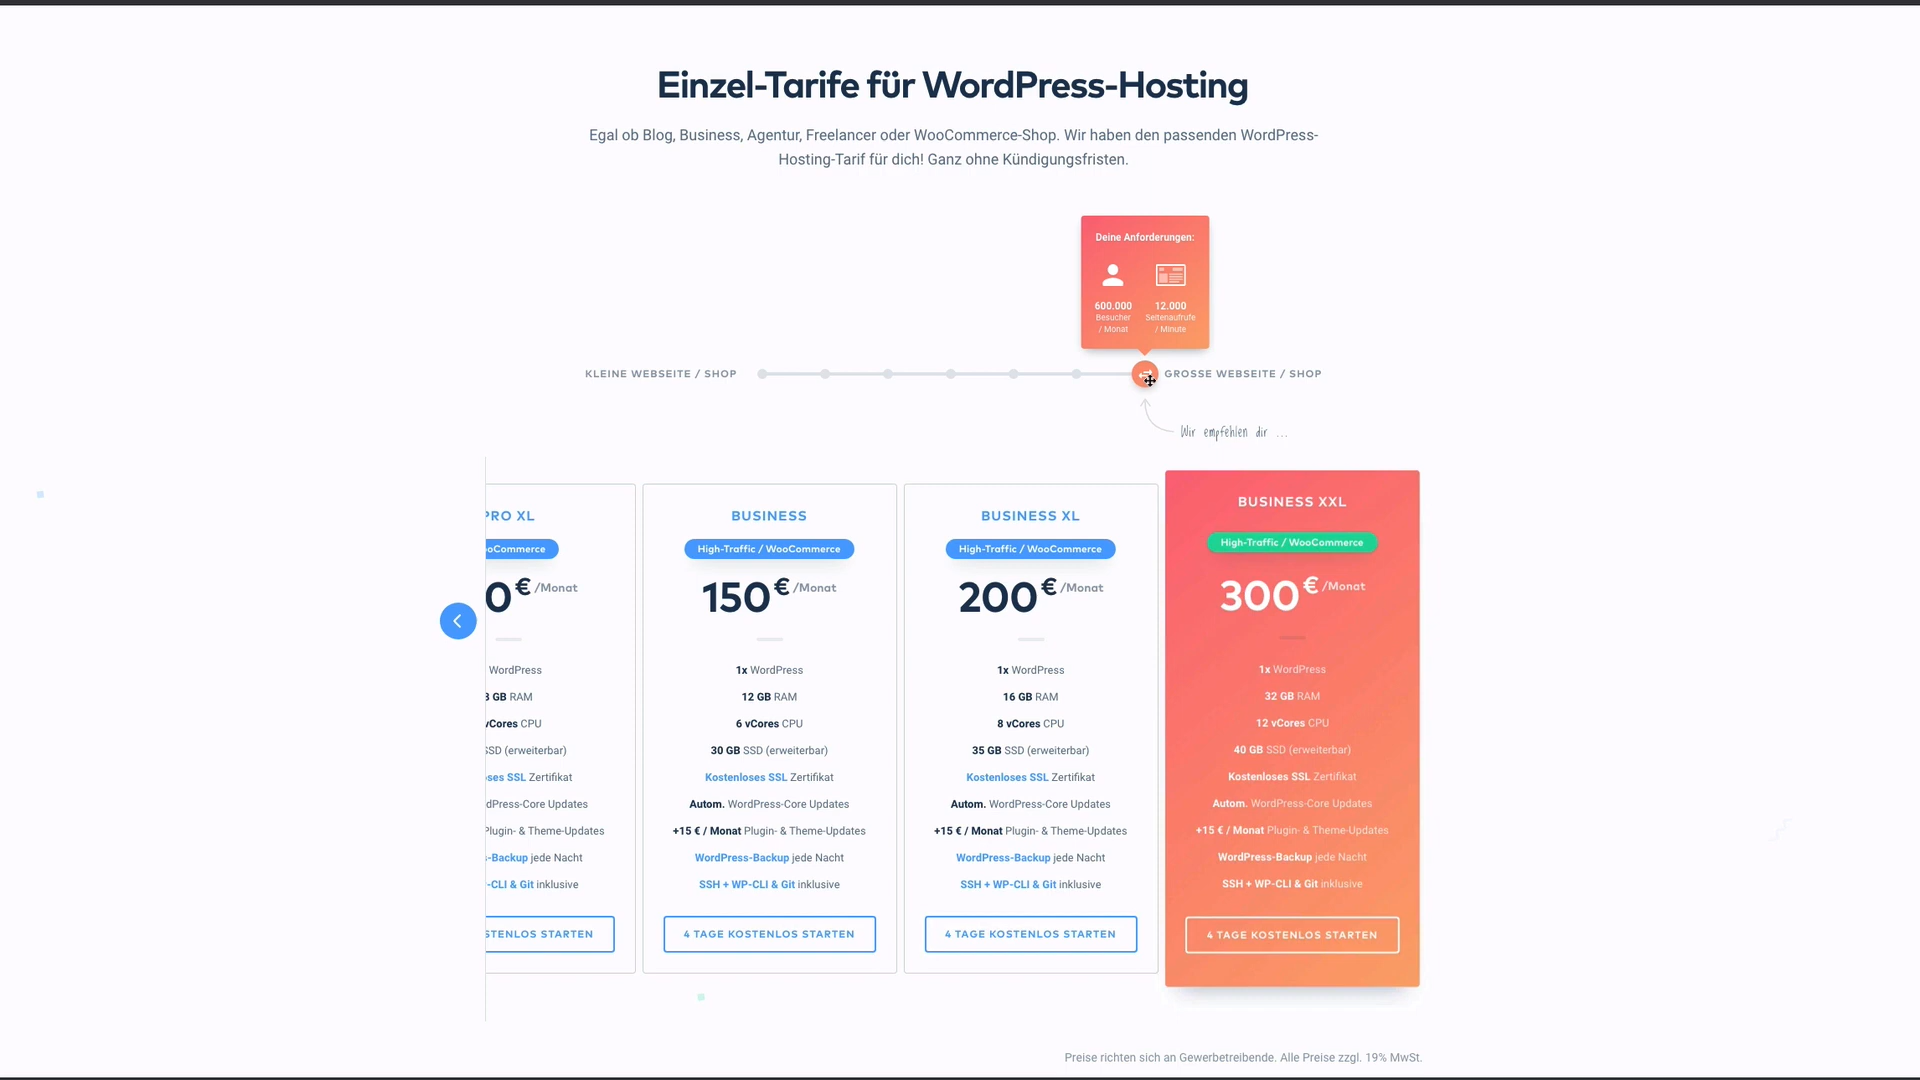 Einzel-Tarife für WordPress-Hosting
Egal ob Blog, Business, Agentur, Freelancer oder WooCommerce-Shop. Wir haben den passenden WordPress-
Hosting-Tarif für dich! Ganz ohne Kündigungsfristen.
Deine Anforderungen:
600.000
Besucher
/ Monat
12.000
Seitenaufrufe
/ Minute
KLEINE WEBSEITE / SHOP
GROSSE WEBSEITE / SHOP
Wir empfehlen dir ...
PRO XL
ooCommerce
0 € /Monat
WordPress
8 GB RAM
vCores CPU
SSD (erweiterbar)
oses SSL Zertifikat
dPress-Core Updates
Plugin- & Theme-Updates
s-Backup jede Nacht
-CLI & Git inklusive
STENLOS STARTEN
BUSINESS
High-Traffic / WooCommerce
150 € /Monat
1x WordPress
12 GB RAM
6 vCores CPU
30 GB SSD (erweiterbar)
Kostenloses SSL Zertifikat
Autom. WordPress-Core Updates
+15 € / Monat Plugin- & Theme-Updates
WordPress-Backup jede Nacht
SSH + WP-CLI & Git inklusive
4 TAGE KOSTENLOS STARTEN
BUSINESS XL
High-Traffic / WooCommerce
200 € /Monat
1x WordPress
16 GB RAM
8 vCores CPU
35 GB SSD (erweiterbar)
Kostenloses SSL Zertifikat
Autom. WordPress-Core Updates
+15 € / Monat Plugin- & Theme-Updates
WordPress-Backup jede Nacht
SSH + WP-CLI & Git inklusive
4 TAGE KOSTENLOS STARTEN
BUSINESS XXL
High-Traffic / WooCommerce
300 € /Monat
1x WordPress
32 GB RAM
12 vCores CPU
40 GB SSD (erweiterbar)
Kostenloses SSL Zertifikat
Autom. WordPress-Core Updates
+15 € / Monat Plugin- & Theme-Updates
WordPress-Backup jede Nacht
SSH + WP-CLI & Git inklusive
4 TAGE KOSTENLOS STARTEN
Preise richten sich an Gewerbetreibende. Alle Preise zzgl. 19% MwSt.